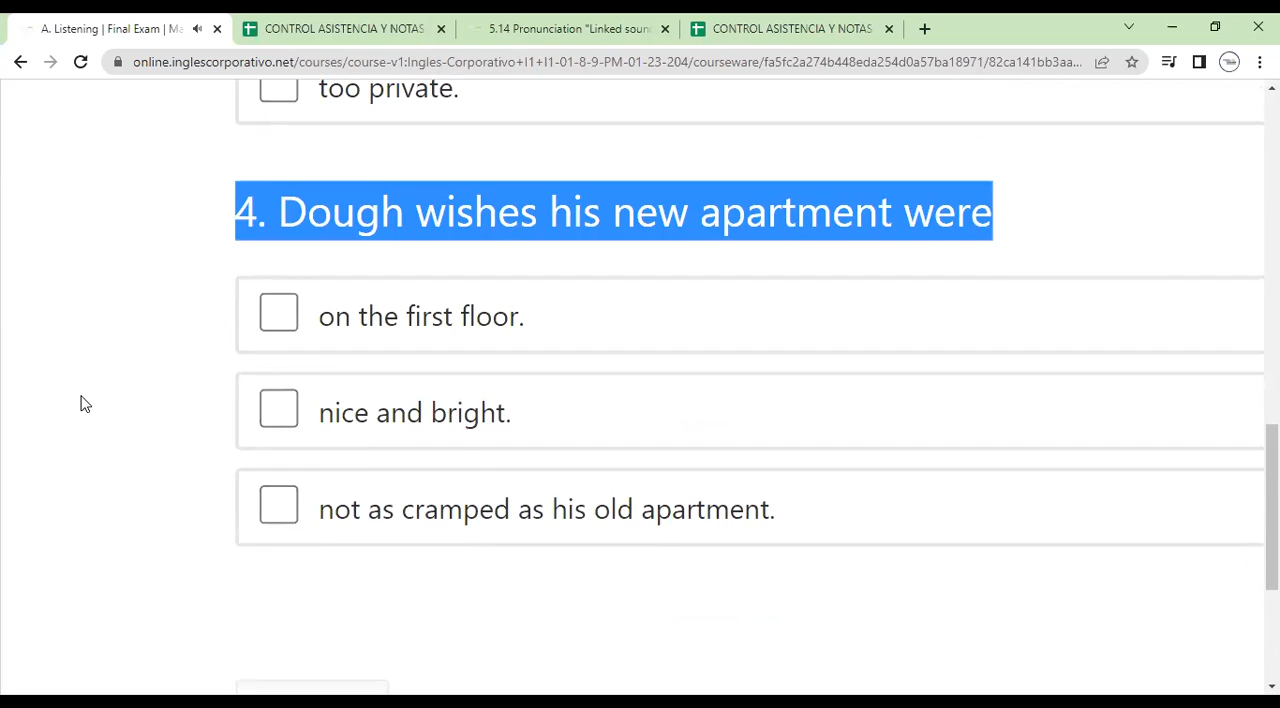 A. Listening | Final Exam | Ma
CONTROL ASISTENCIA Y NOTAS
5.14 Pronunciation "Linked soun
CONTROL ASISTENCIA Y NOTAS
online.inglescorporativo.net/courses/course-v1:Ingles-Corporativo+I1+I1-01-8-9-PM-01-23-204/courseware/fa5fc2a274b448eda254d0a57ba18971/82ca141bb3aa...
too private.
4. Dough wishes his new apartment were
on the first floor.
nice and bright.
not as cramped as his old apartment.